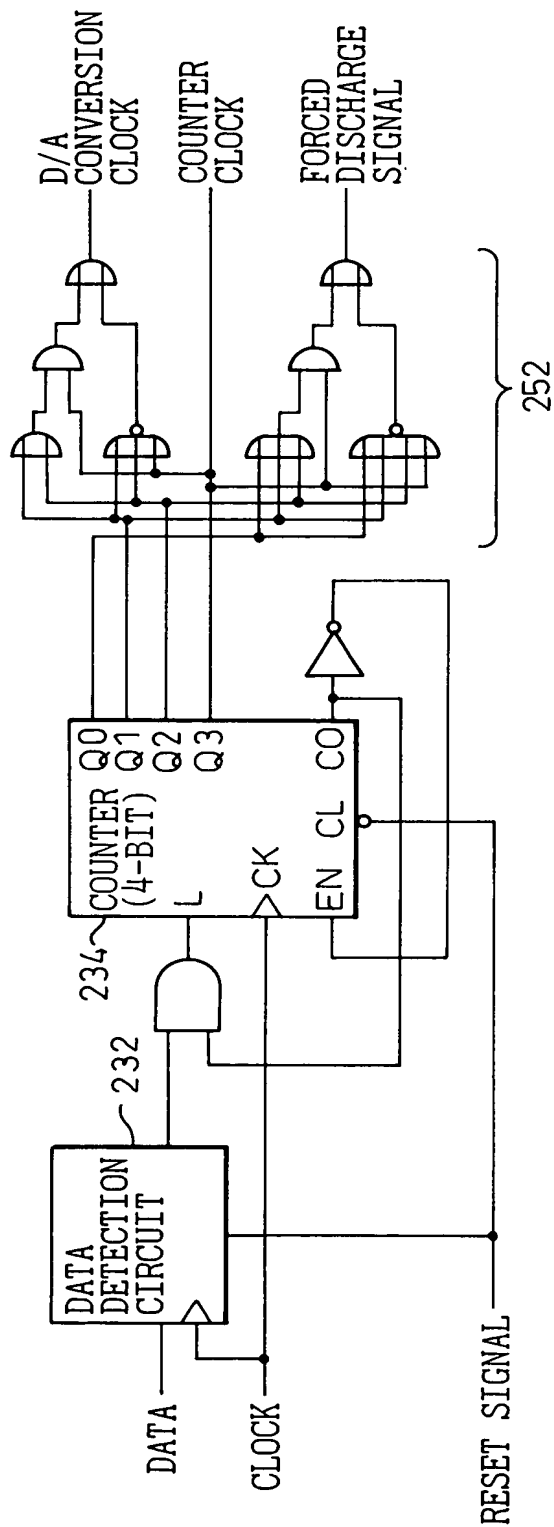 DATA
CLOCK
RESET SIGNAL
DATA
DETECTION
CIRCUIT
232
234
COUNTER
(4-BIT)
L
CK
EN
CL
CO
Q0
Q1
Q2
Q3
252
D/A
CONVERSION
CLOCK
COUNTER
CLOCK
FORCED
DISCHARGE
SIGNAL